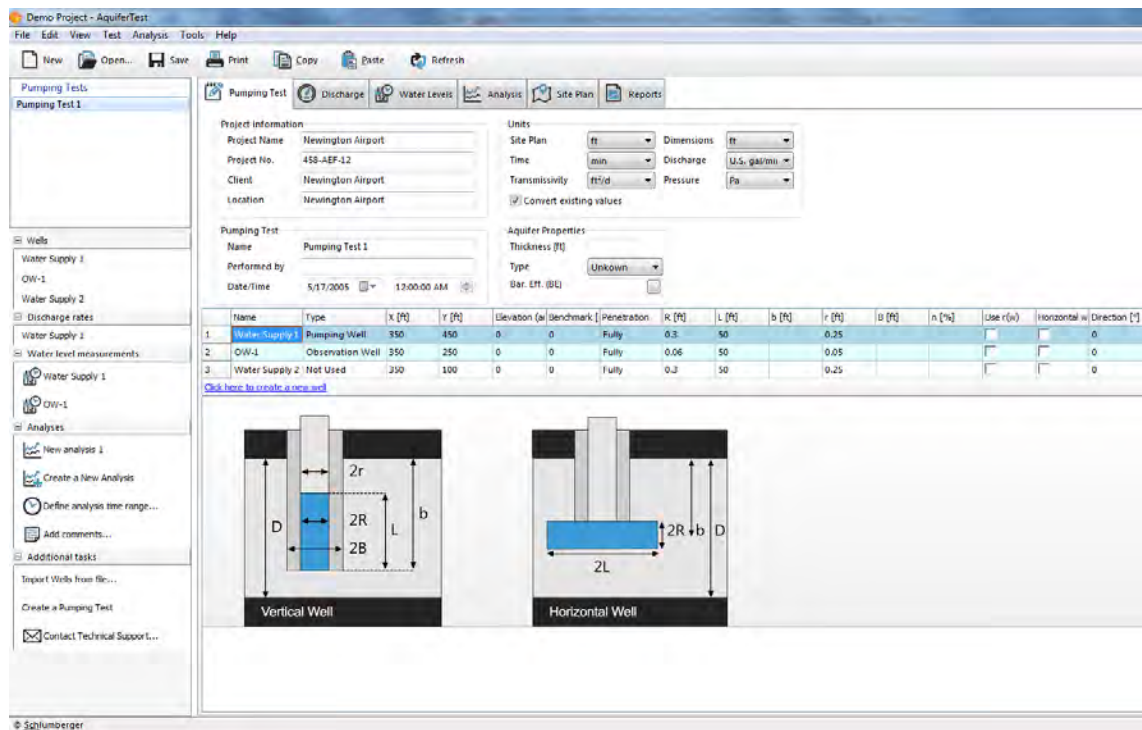 Demo Project - AquiferTest
File Edit View Test Analysis Tools Help
New Open... Save Print Copy Paste Refresh
Pumping Tests
Pumping Test 1
Pumping Test Discharge Water Levels Analysis Site Plan Reports
Project Information
Project Name Newington Airport
Project No. 458-AEF-12
Client Newington Airport
Location Newington Airport
Units
Site Plan ft Dimensions ft
Time min Discharge U.S. gal/min
Transmissivity ft²/d Pressure Pa
Convert existing values
Pumping Test
Name Pumping Test 1
Performed by
Date/Time 5/17/2005 12:00:00 AM
Aquifer Properties
Thickness [ft]
Type Unkown
Bar. Eff. (BE)
Wells
Water Supply 1
OW-1
Water Supply 2
Discharge rates
Water Supply 1
Water level measurements
Water Supply 1
OW-1
Analyses
New analysis 1
Create a New Analysis
Define analysis time range...
Add comments...
Additional tasks
Import Wells from file...
Create a Pumping Test
Contact Technical Support...
Name Type X [ft] Y [ft] Elevation (a Benchmark [ Penetration R [ft] L [ft] b [ft] r [ft] B [ft] n [%] Use r(w) Horizontal w Direction [°]
1 Water Supply 1 Pumping Well 350 450 0 0 Fully 0.3 50 0.25 0
2 OW-1 Observation Well 350 250 0 0 Fully 0.06 50 0.05 0
3 Water Supply 2 Not Used 350 100 0 0 Fully 0.3 50 0.25 0
Click here to create a new well
2r
D 2R L b
2B
Vertical Well
2R b D
2L
Horizontal Well
© Schlumberger